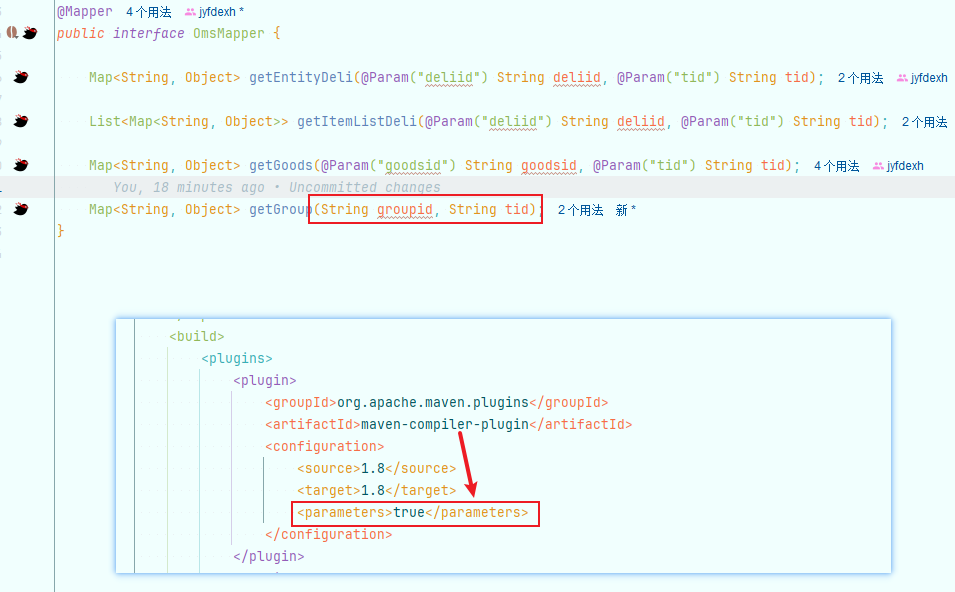 @Mapper 4个用法 jyfdexh *
public interface OmsMapper {
Map<String, Object> getEntityDeli(@Param("deliid") String deliid, @Param("tid") String tid); 2个用法 jyfdexh
List<Map<String, Object>> getItemListDeli(@Param("deliid") String deliid, @Param("tid") String tid); 2个用法
Map<String, Object> getGoods(@Param("goodsid") String goodsid, @Param("tid") String tid); 4个用法 jyfdexh
You, 18 minutes ago • Uncommitted changes
Map<String, Object> getGroup(String groupid, String tid); 2个用法 新 *
}
<build>
<plugins>
<plugin>
<groupId>org.apache.maven.plugins</groupId>
<artifactId>maven-compiler-plugin</artifactId>
<configuration>
<source>1.8</source>
<target>1.8</target>
<parameters>true</parameters>
</configuration>
</plugin>